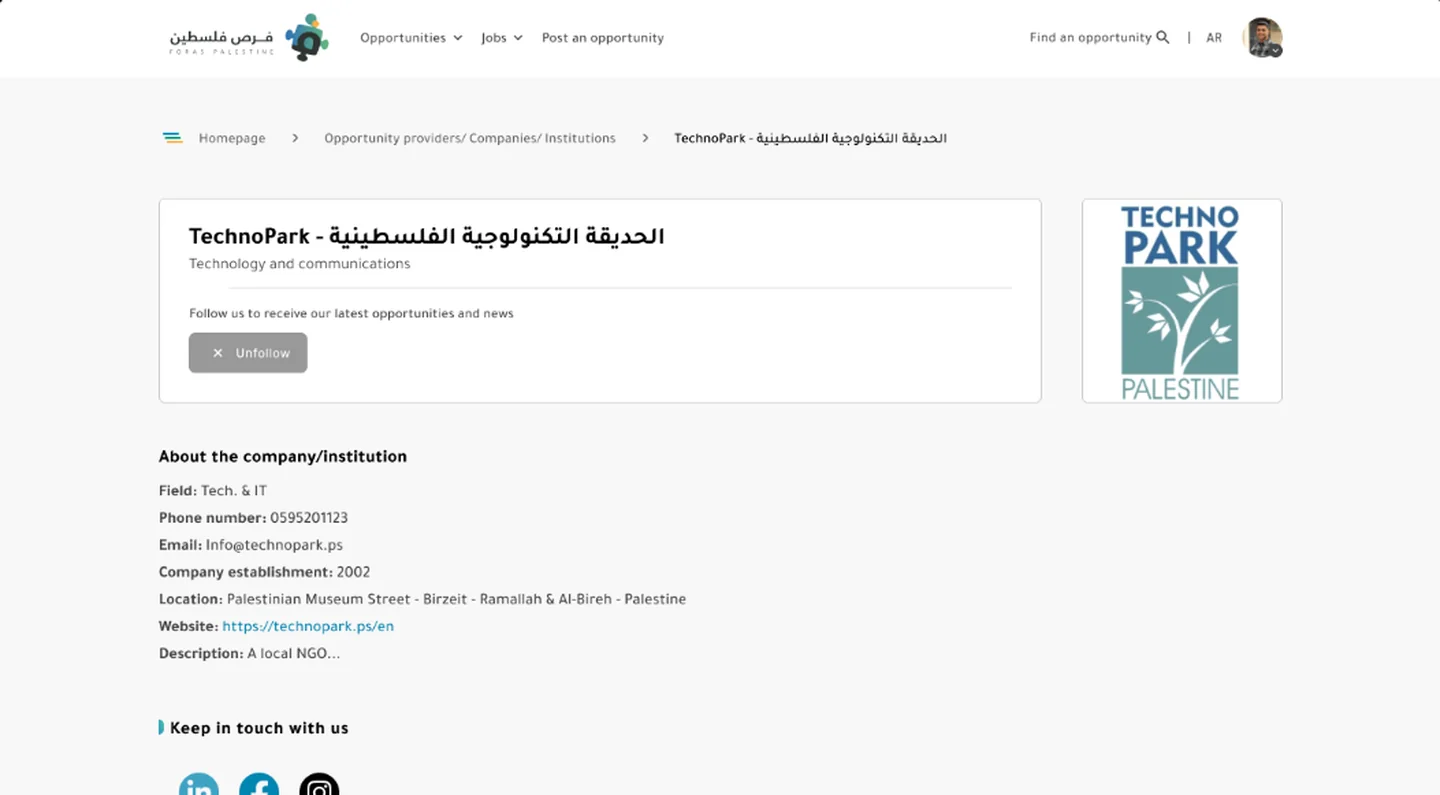 فرص فلسطين
FORAS PALESTINE
Opportunities
Jobs
Post an opportunity
Find an opportunity
|
AR
Homepage > Opportunity providers/ Companies/ Institutions > TechnoPark - الحديقة التكنولوجية الفلسطينية
TechnoPark - الحديقة التكنولوجية الفلسطينية
Technology and communications
Follow us to receive our latest opportunities and news
× Unfollow
TECHNO
PARK
PALESTINE
About the company/institution
Field: Tech. & IT
Phone number: 0595201123
Email: Info@technopark.ps
Company establishment: 2002
Location: Palestinian Museum Street - Birzeit - Ramallah & Al-Bireh - Palestine
Website: https://technopark.ps/en
Description: A local NGO...
Keep in touch with us
in
f